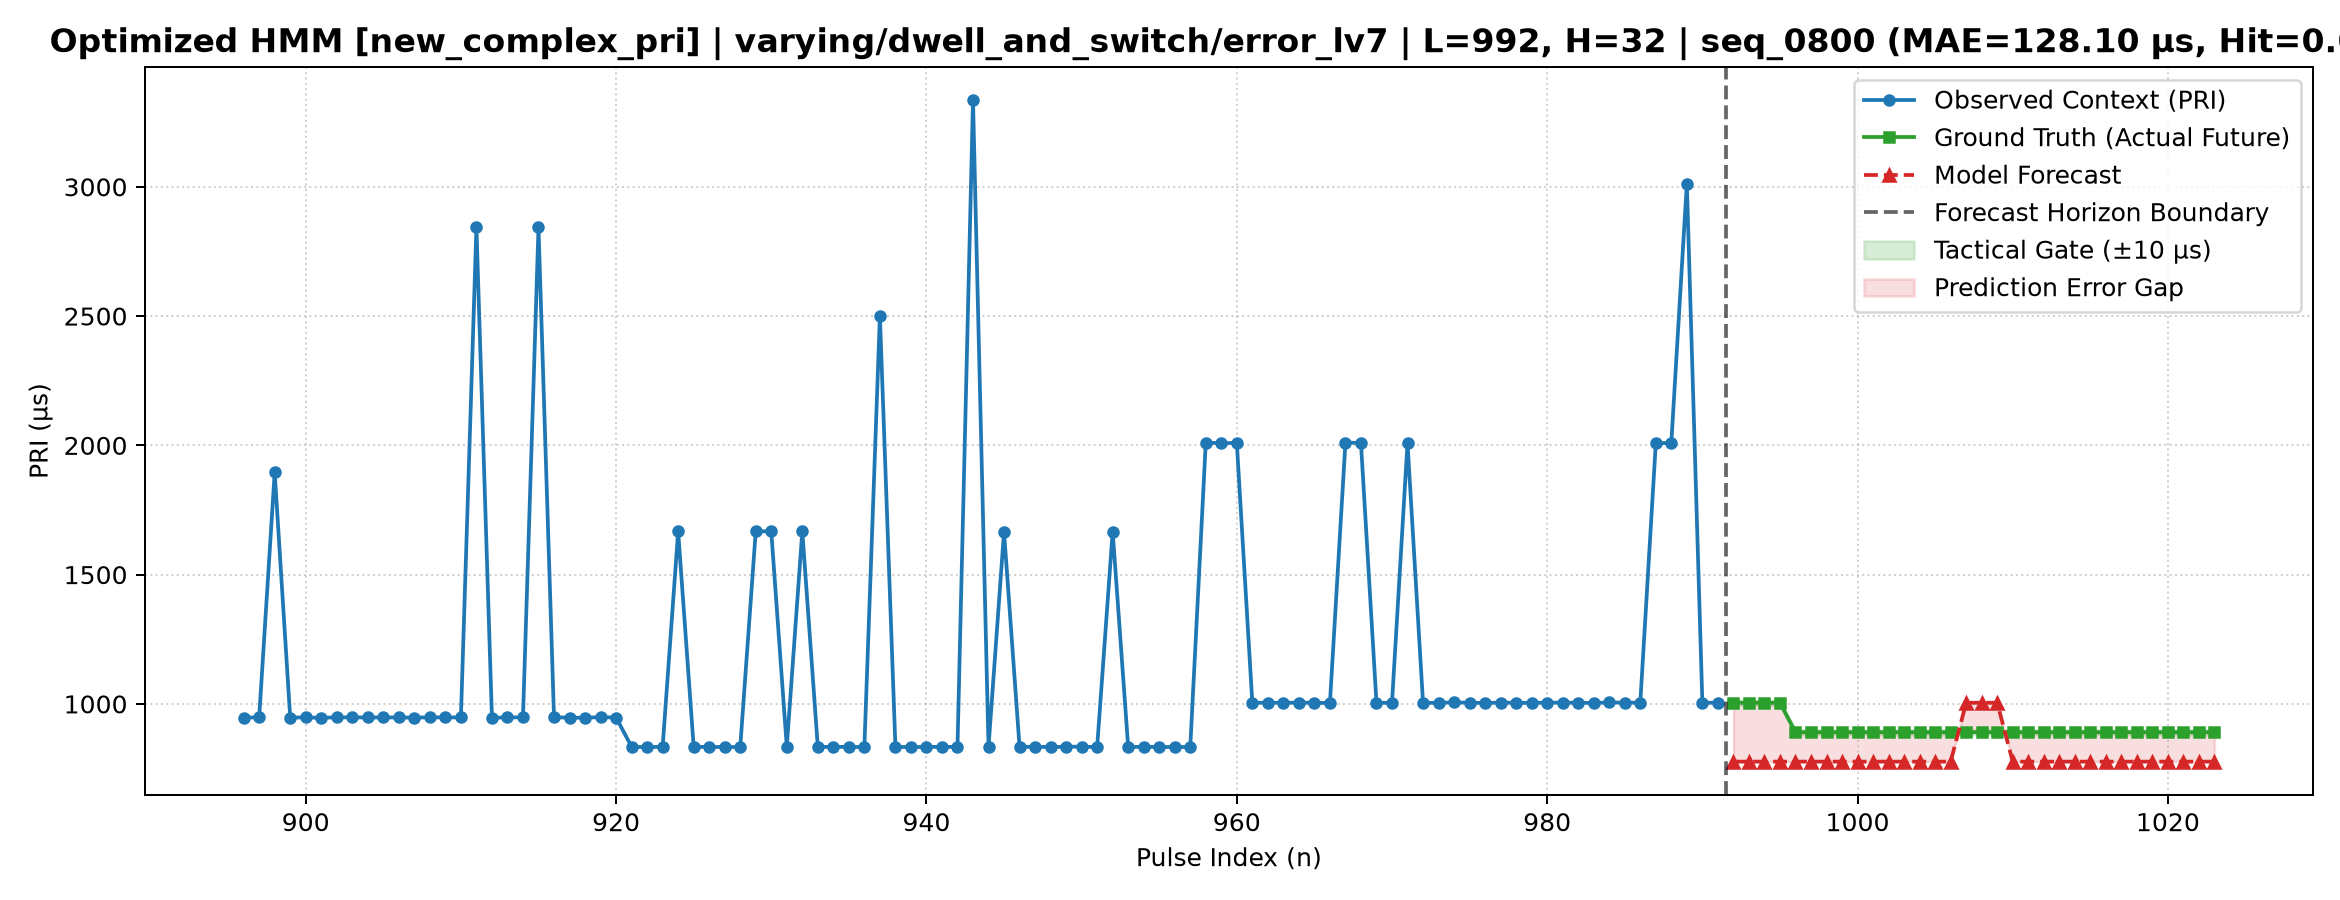 Optimized HMM [new_complex_pri] | varying/dwell_and_switch/error_lv7 | L=992, H=32 | seq_0800 (MAE=128.10 µs, Hit=0.
Observed Context (PRI)
Ground Truth (Actual Future)
Model Forecast
Forecast Horizon Boundary
Tactical Gate (±10 µs)
Prediction Error Gap
PRI (µs)
3000
2500
2000
1500
1000
900
920
940
960
980
1000
1020
Pulse Index (n)